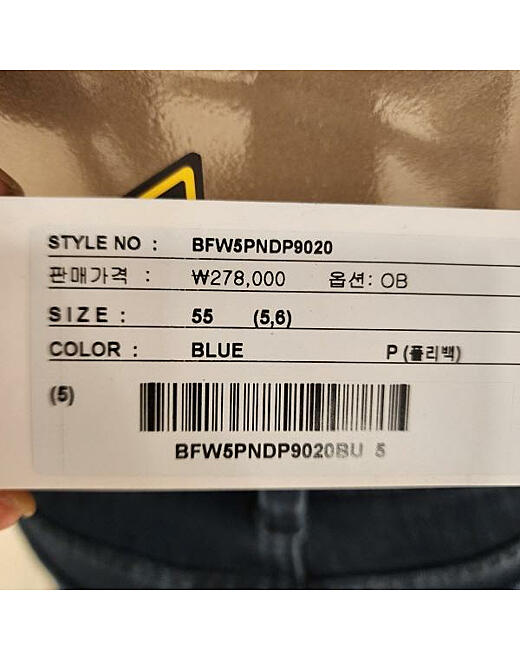 STYLE NO : BFW5PNDP9020
판매가격 : ₩278,000 옵션: OB
SIZE : 55 (5,6)
COLOR : BLUE P (폴리백)
(5)
BFW5PNDP9020BU 5